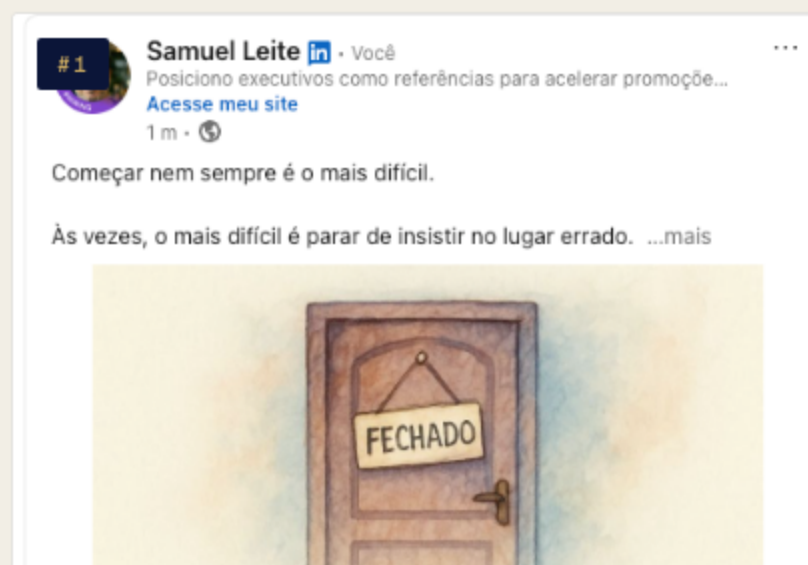 #1
Samuel Leite in • Você
Posiciono executivos como referências para acelerar promoçõe...
Acesse meu site
1 m •
Começar nem sempre é o mais difícil.
Às vezes, o mais difícil é parar de insistir no lugar errado. ...mais
FECHADO